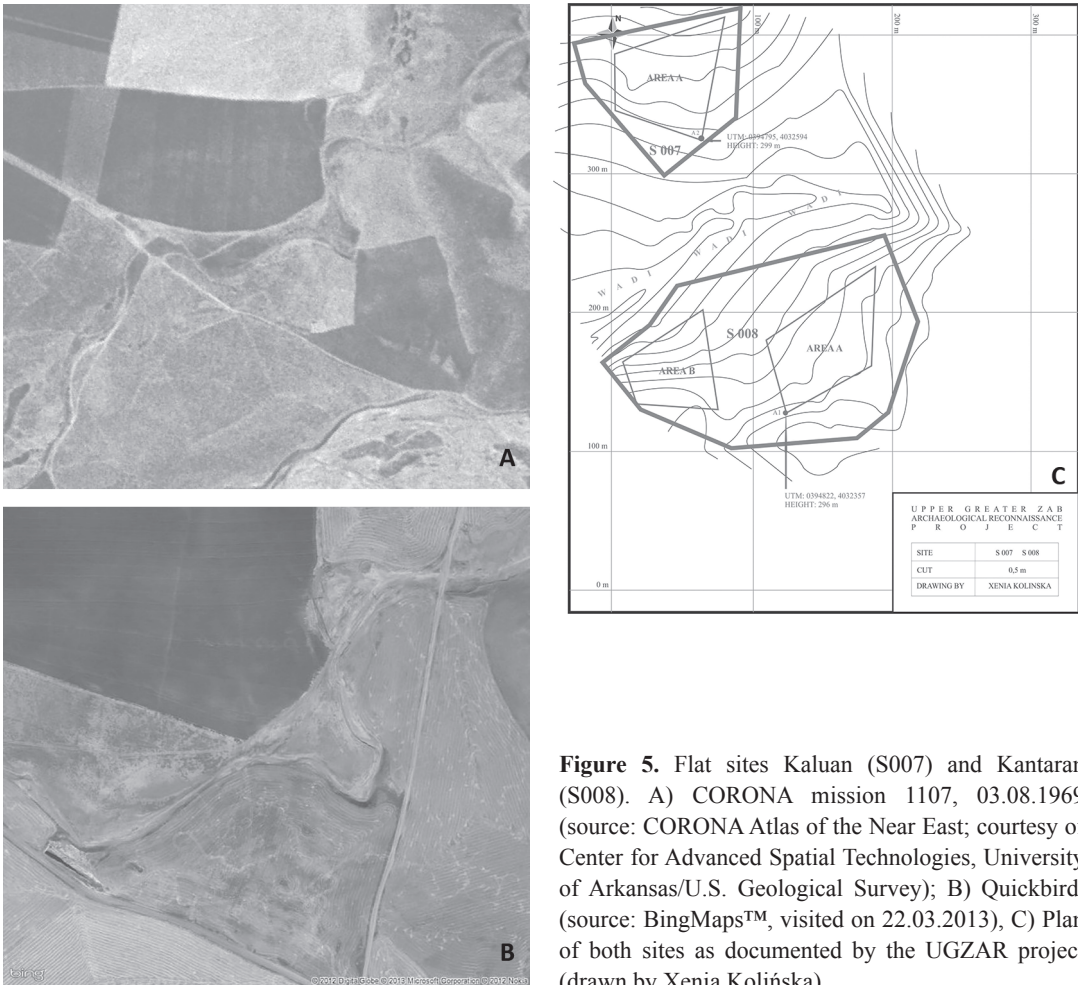 A
B
bing
© 2012 Digital Globe © 2013 Microsoft Corporation © 2012 Nokia
N
100 m
200 m
300 m
AREA A
A2
UTM: 0394795, 4032594
HEIGHT: 299 m
S 007
300 m
WADI
WADI
WADI
200 m
S 008
AREA A
AREA B
A1
100 m
UTM: 0394822, 4032357
HEIGHT: 296 m
C
0 m
UPPER GREATER ZAB
ARCHAEOLOGICAL RECONNAISSANCE
PROJECT
SITE S 007 S 008
CUT 0,5 m
DRAWING BY XENIA KOLINSKA
Figure 5. Flat sites Kaluan (S007) and Kantaran
(S008). A) CORONA mission 1107, 03.08.1969
(source: CORONA Atlas of the Near East; courtesy o
Center for Advanced Spatial Technologies, University
of Arkansas/U.S. Geological Survey); B) Quickbird
(source: BingMaps™, visited on 22.03.2013), C) Plan
of both sites as documented by the UGZAR projec
(drawn by Xenia Kolińska)